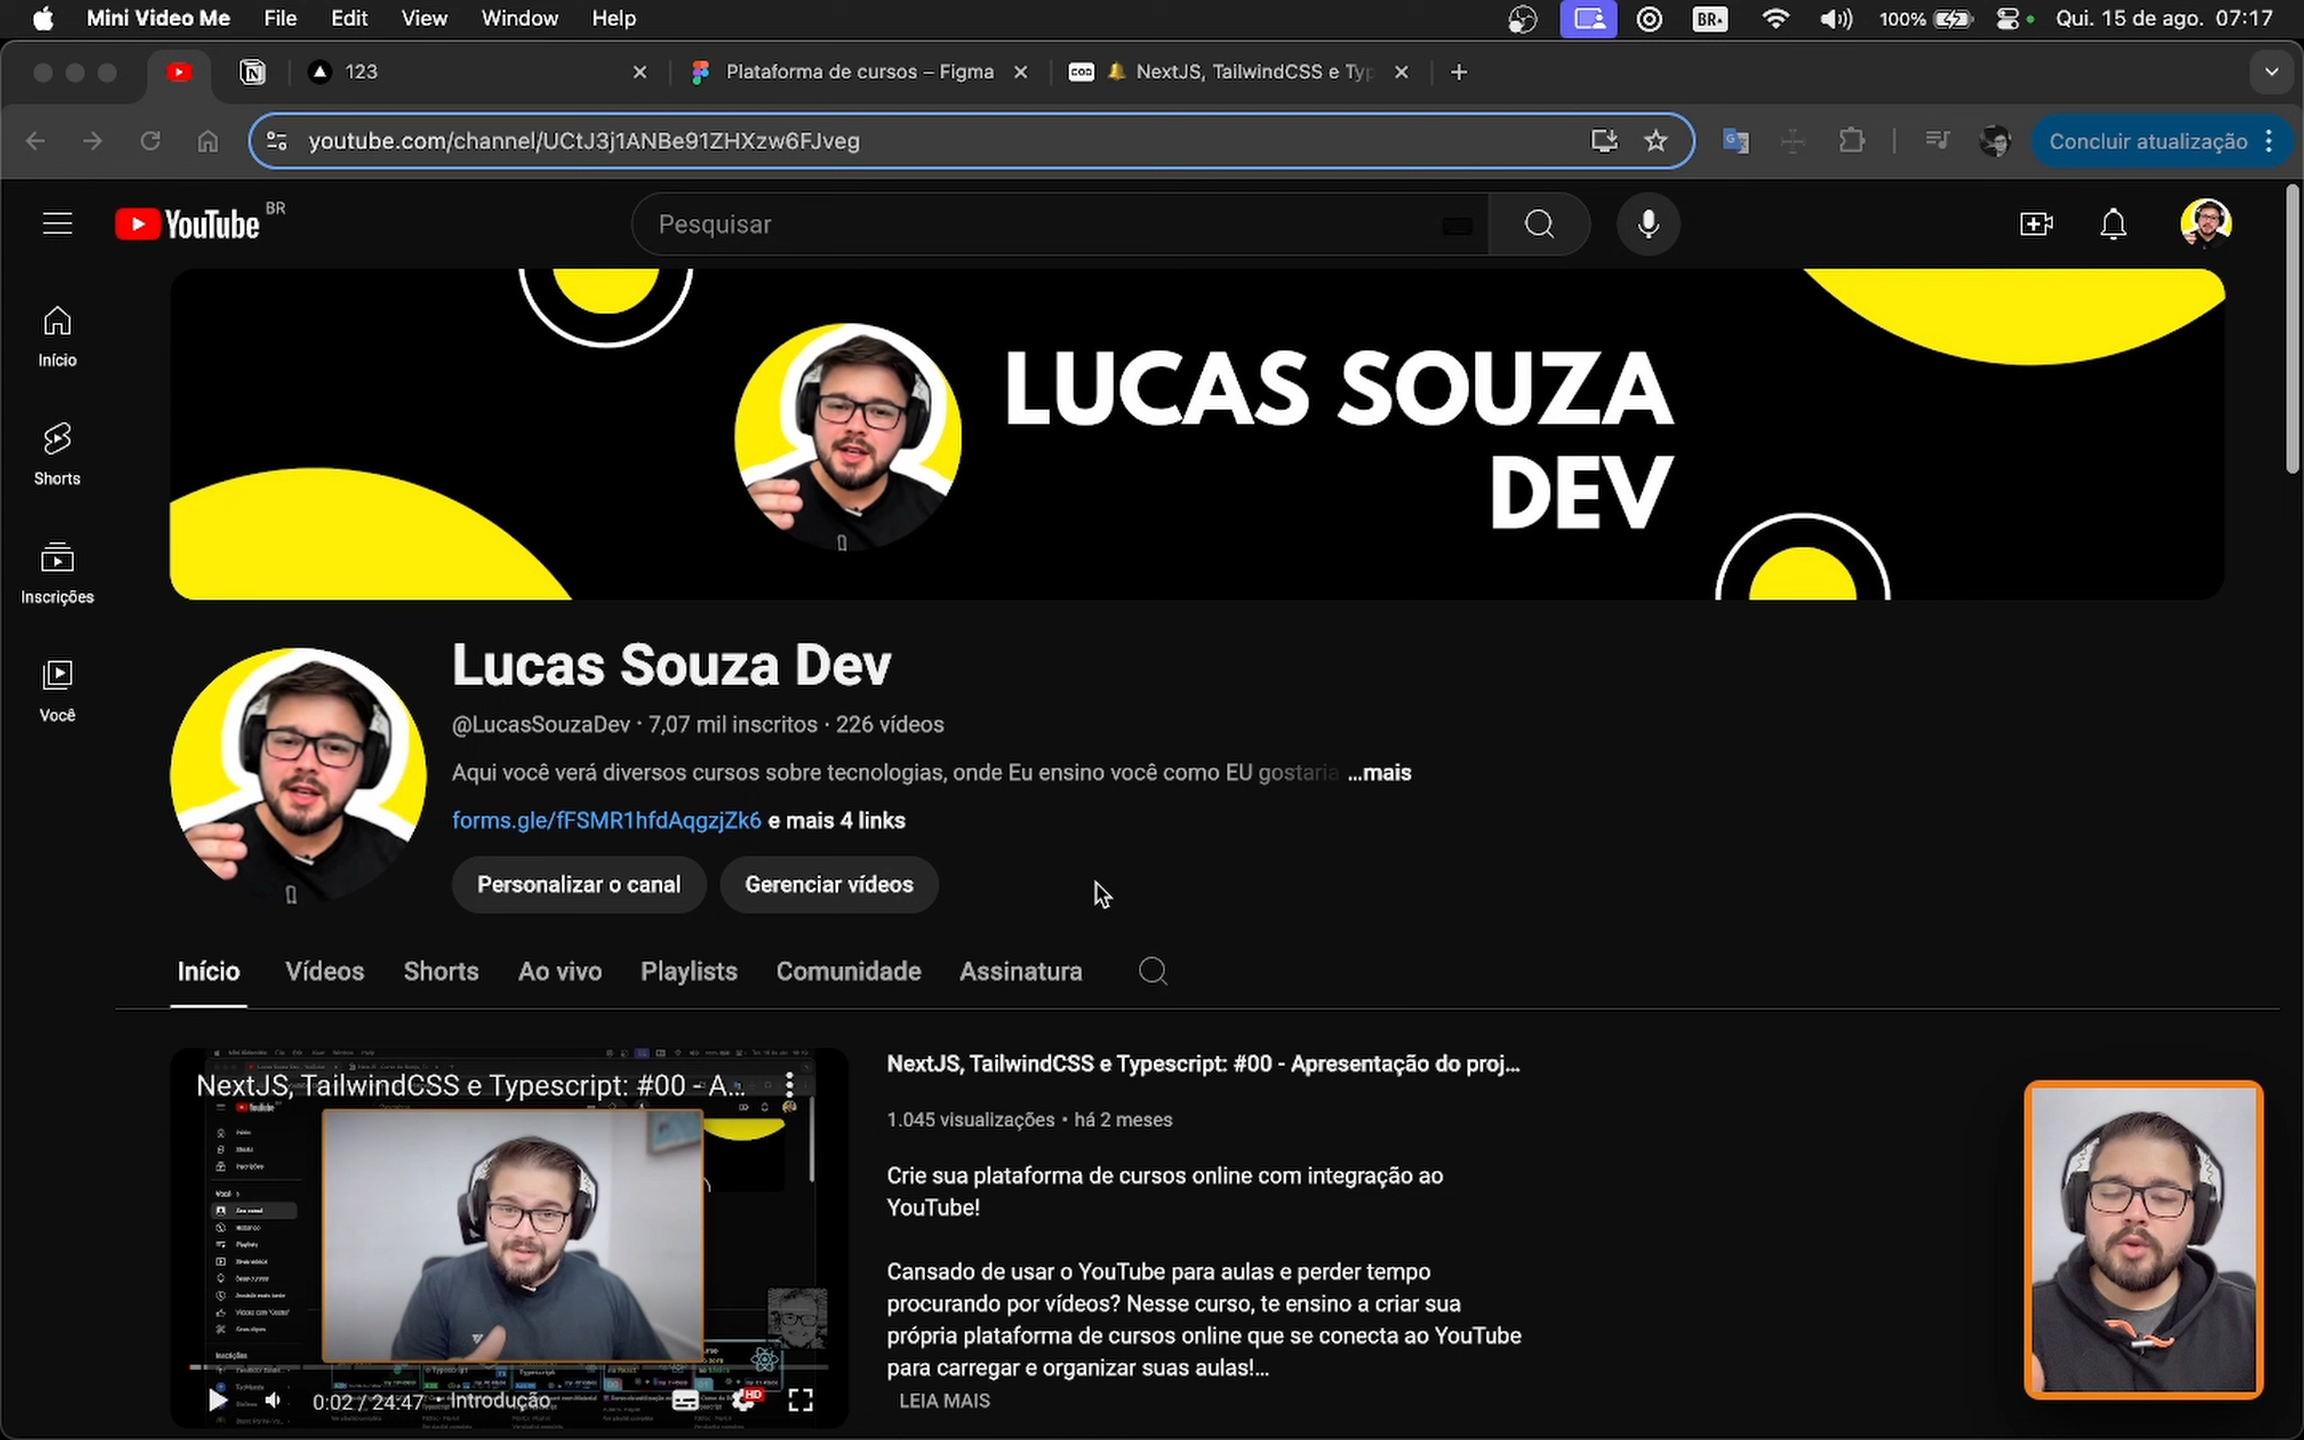 Mini Video Me File Edit View Window Help BR 100% Qui. 15 de ago. 07:17
123 Plataforma de cursos – Figma COD NextJS, TailwindCSS e Typ
youtube.com/channel/UCtJ3j1ANBe91ZHXzw6FJveg Concluir atualização
YouTube BR Pesquisar
LUCAS SOUZA
DEV
Início
Shorts
Inscrições
Você
Lucas Souza Dev
@LucasSouzaDev · 7,07 mil inscritos · 226 vídeos
Aqui você verá diversos cursos sobre tecnologias, onde Eu ensino você como EU gostaria ...mais
forms.gle/fFSMR1hfdAqgzjZk6 e mais 4 links
Personalizar o canal Gerenciar vídeos
Início Vídeos Shorts Ao vivo Playlists Comunidade Assinatura
NextJS, TailwindCSS e Typescript: #00 - A...
0:02 / 24:47 · Introdução HD
NextJS, TailwindCSS e Typescript: #00 - Apresentação do proj...
1.045 visualizações · há 2 meses
Crie sua plataforma de cursos online com integração ao
YouTube!
Cansado de usar o YouTube para aulas e perder tempo
procurando por vídeos? Nesse curso, te ensino a criar sua
própria plataforma de cursos online que se conecta ao YouTube
para carregar e organizar suas aulas!...
LEIA MAIS